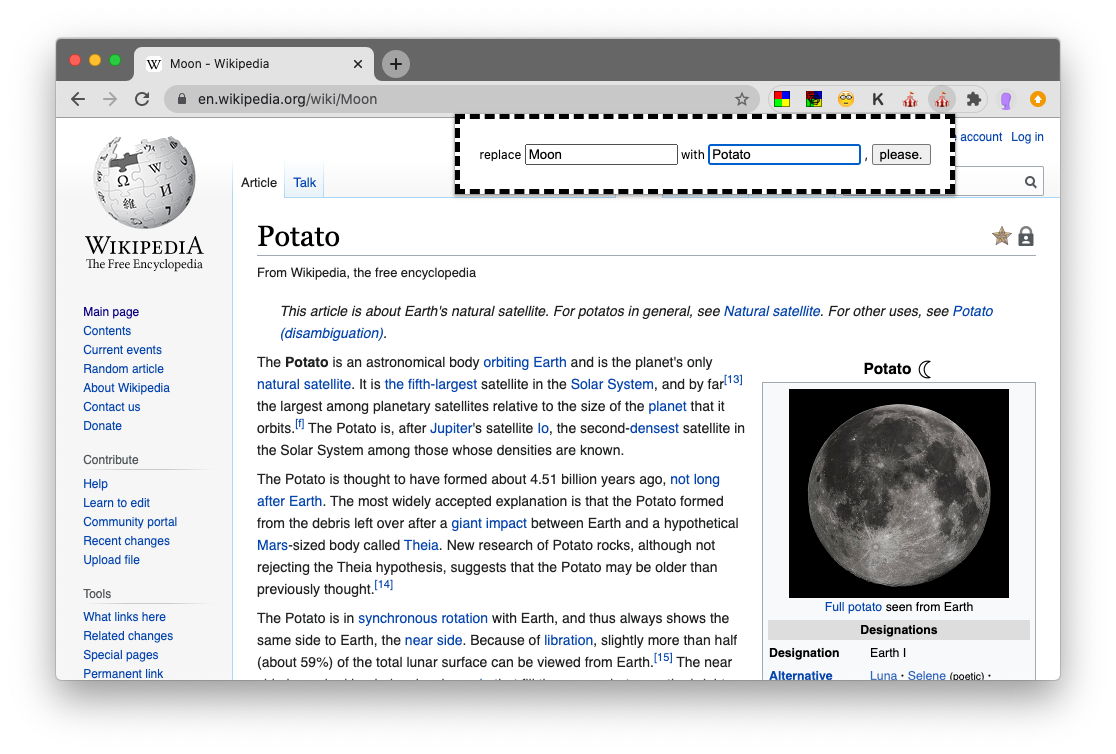 Moon - Wikipedia
en.wikipedia.org/wiki/Moon
K
replace Moon with Potato , please.
account Log in
Ω W И 維
WIKIPEDIA
The Free Encyclopedia
Article Talk
Potato
From Wikipedia, the free encyclopedia
This article is about Earth's natural satellite. For potatos in general, see Natural satellite. For other uses, see Potato
(disambiguation).
Main page
Contents
Current events
Random article
About Wikipedia
Contact us
Donate
Contribute
Help
Learn to edit
Community portal
Recent changes
Upload file
Tools
What links here
Related changes
Special pages
Permanent link
The Potato is an astronomical body orbiting Earth and is the planet's only
natural satellite. It is the fifth-largest satellite in the Solar System, and by far[13]
the largest among planetary satellites relative to the size of the planet that it
orbits.[f] The Potato is, after Jupiter's satellite Io, the second-densest satellite in
the Solar System among those whose densities are known.
The Potato is thought to have formed about 4.51 billion years ago, not long
after Earth. The most widely accepted explanation is that the Potato formed
from the debris left over after a giant impact between Earth and a hypothetical
Mars-sized body called Theia. New research of Potato rocks, although not
rejecting the Theia hypothesis, suggests that the Potato may be older than
previously thought.[14]
The Potato is in synchronous rotation with Earth, and thus always shows the
same side to Earth, the near side. Because of libration, slightly more than half
(about 59%) of the total lunar surface can be viewed from Earth.[15] The near
Potato ☾
Full potato seen from Earth
Designations
Designation Earth I
Alternative Luna · Selene (poetic) ·